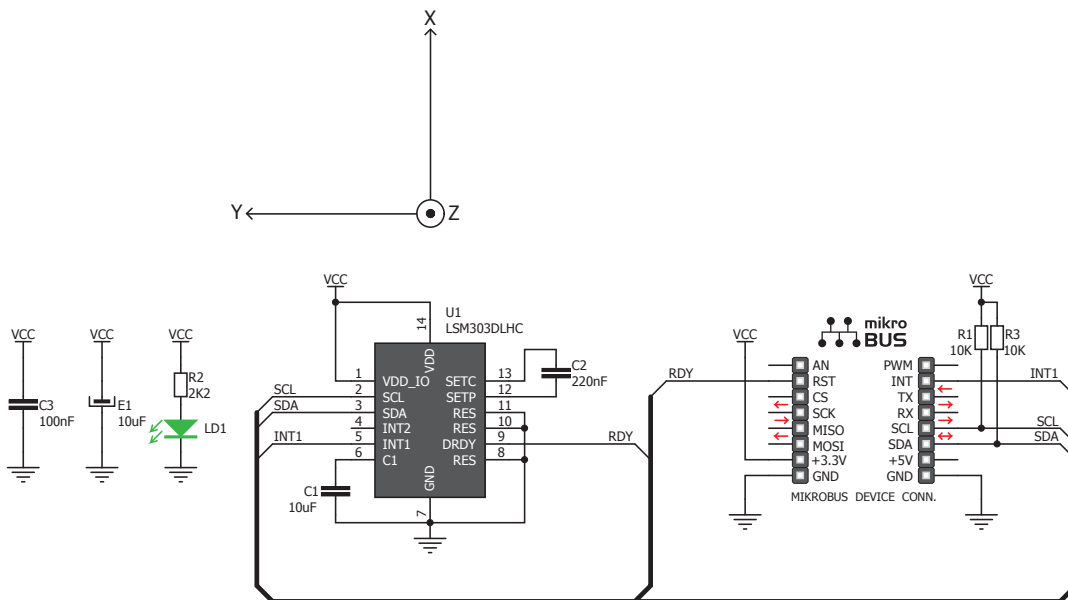 X
Y
Z
VCC
C3
100nF
VCC
E1
10uF
VCC
R2
2K2
LD1
VCC
U1
LSM303DLHC
14
VDD
1 VDD_IO
2 SCL
3 SDA
4 INT2
5 INT1
6 C1
SETC 13
SETP 12
RES 11
RES 10
DRDY 9
RES 8
GND
7
SCL
SDA
INT1
C1
10uF
C2
220nF
RDY
RDY
VCC
mikro
BUS
AN
RST
CS
SCK
MISO
MOSI
+3.3V
GND
PWM
INT
TX
RX
SCL
SDA
+5V
GND
MIKROBUS DEVICE CONN.
VCC
R1
10K
R3
10K
INT1
SCL
SDA